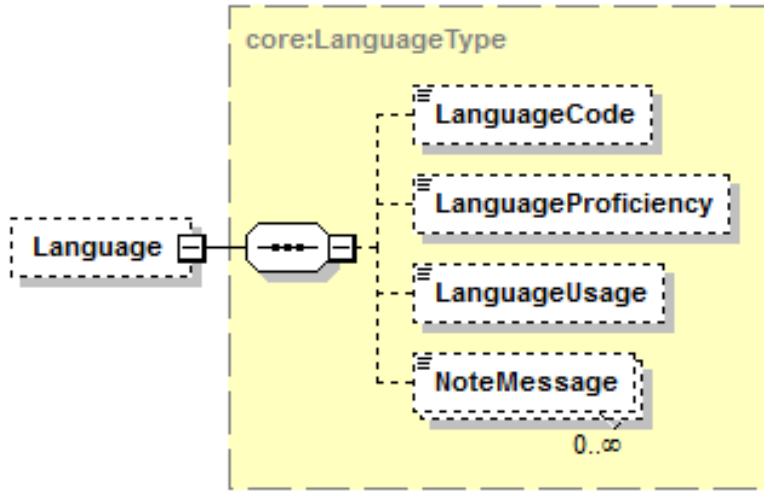 core:LanguageType
LanguageCode
LanguageProficiency
Language
LanguageUsage
NoteMessage
0..∞